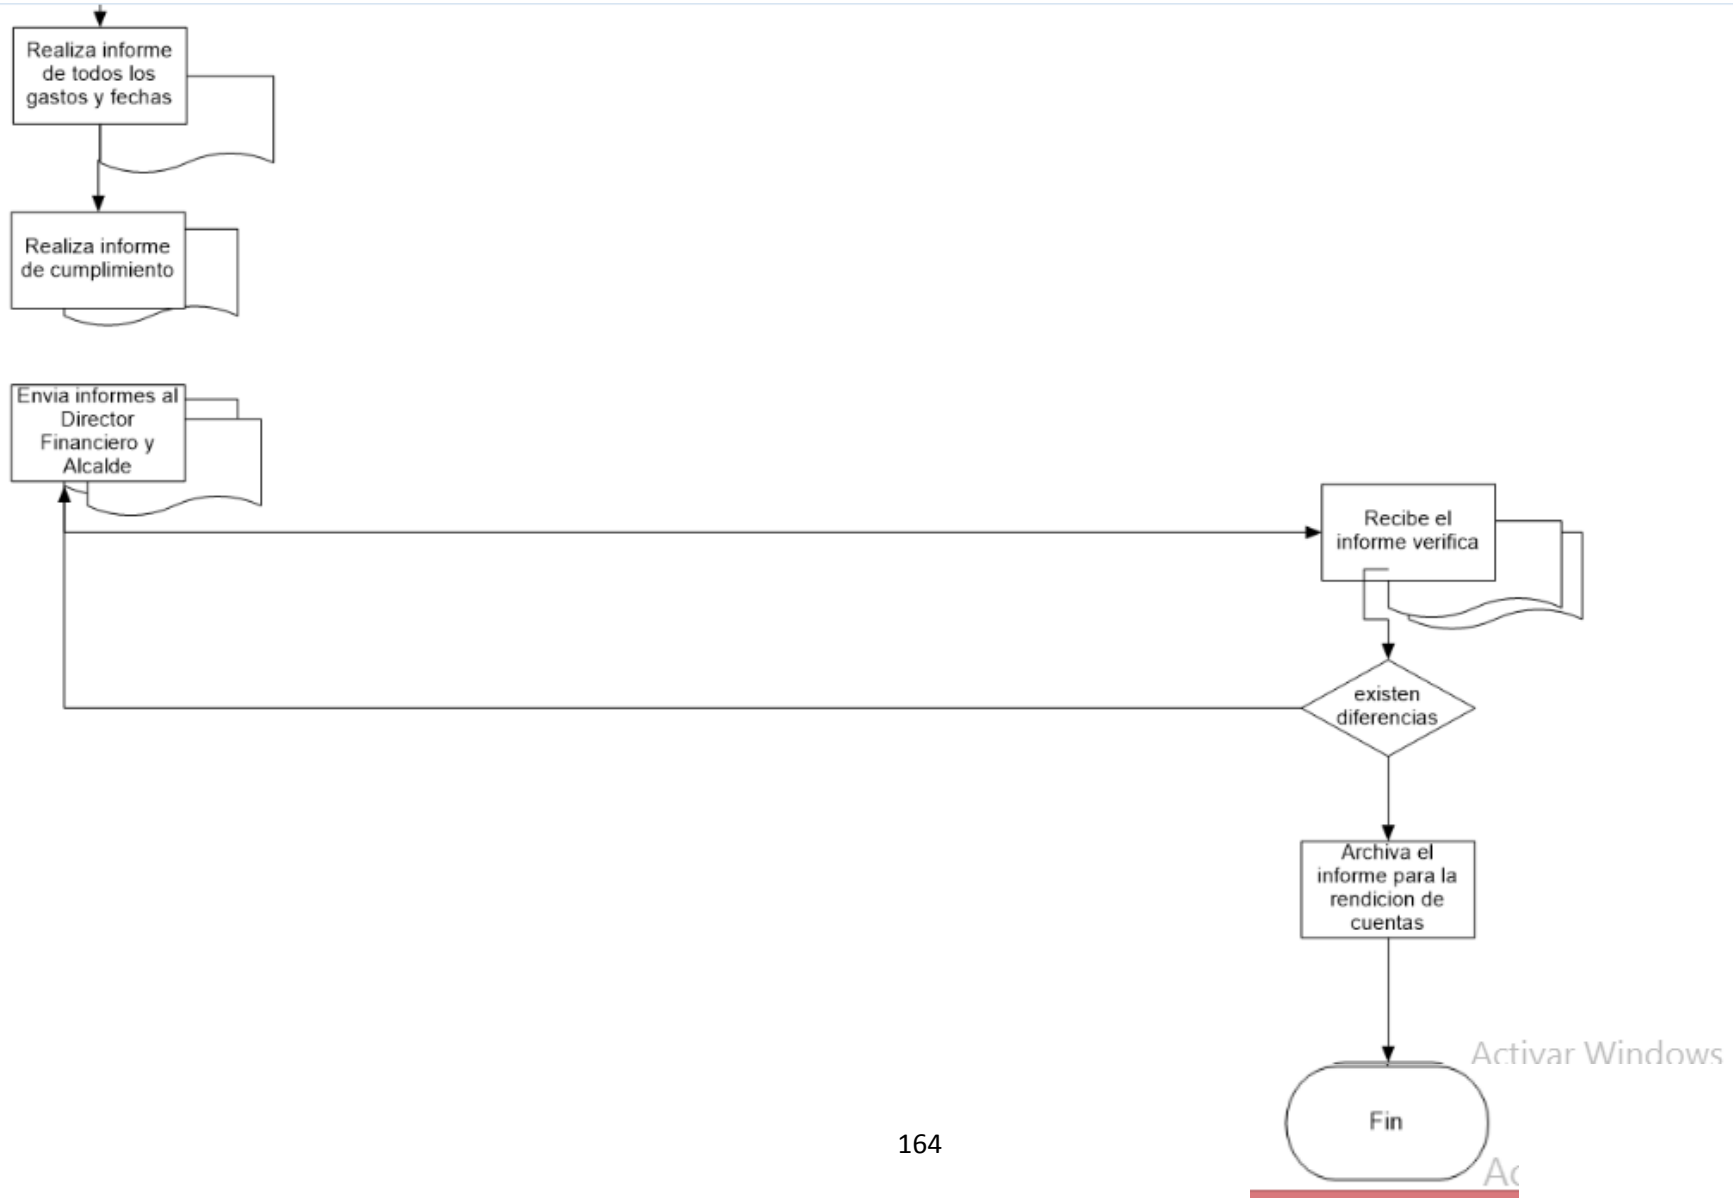 Realiza informe
de todos los
gastos y fechas
Realiza informe
de cumplimiento
Envia informes al
Director
Financiero y
Alcalde
Recibe el
informe verifica
existen
diferencias
Archiva el
informe para la
rendicion de
cuentas
Activar Windows
Fin
164
Ac